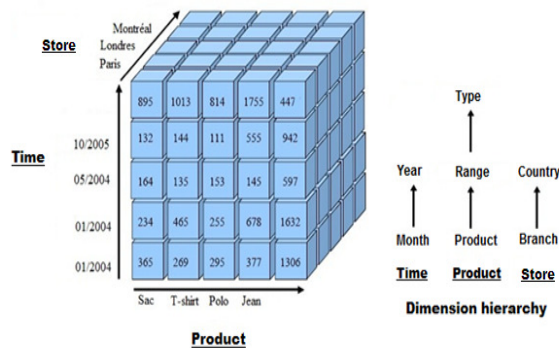 Montréal
Londres
Paris
Store
895 1013 814 1755 447
132 144 111 555 942
164 135 153 145 597
234 465 255 678 1632
365 269 295 377 1306
10/2005
05/2004
01/2004
01/2004
Time
Sac T-shirt Polo Jean
Product
Type
Year Range Country
Month Product Branch
Time Product Store
Dimension hierarchy